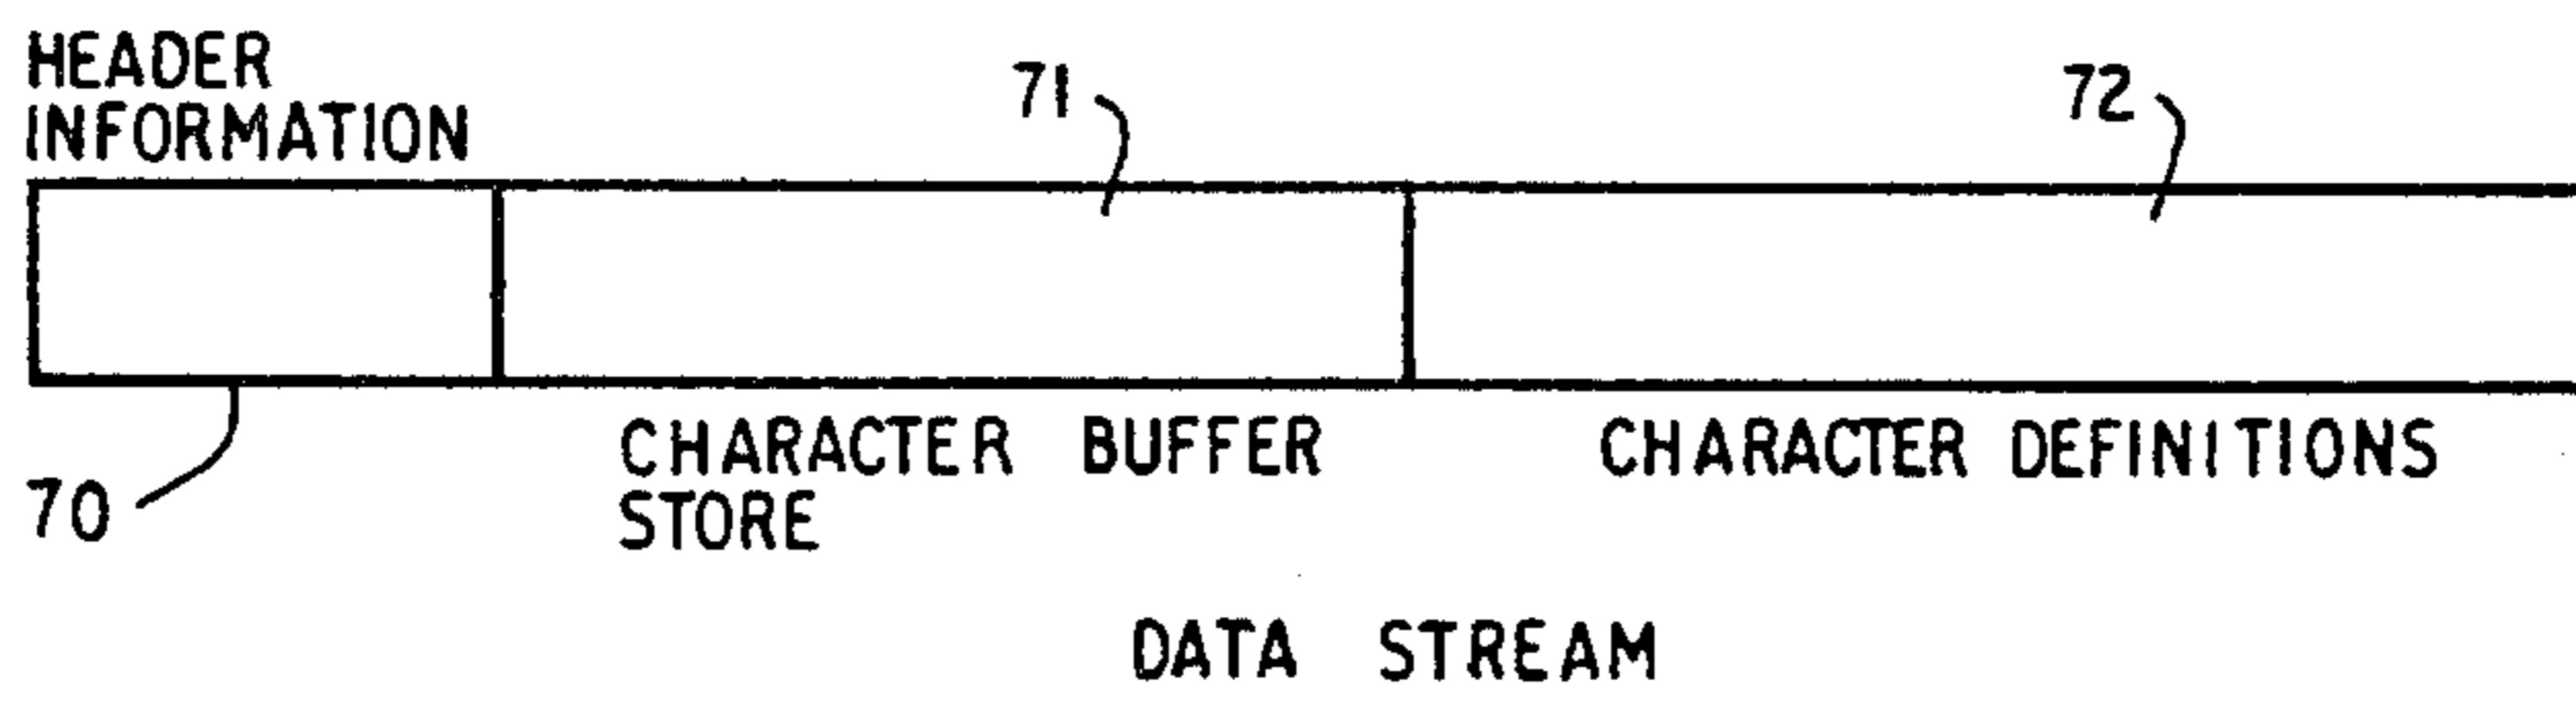 HEADER
INFORMATION
71
72
70
CHARACTER BUFFER
STORE
CHARACTER DEFINITIONS
DATA STREAM